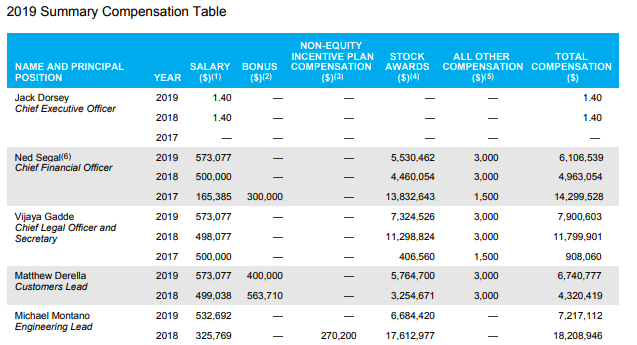 2019 Summary Compensation Table
NAME AND PRINCIPAL POSITION YEAR SALARY ($)(1) BONUS ($)(2) NON-EQUITY INCENTIVE PLAN COMPENSATION ($)(3) STOCK AWARDS ($)(4) ALL OTHER COMPENSATION ($)(5) TOTAL COMPENSATION ($)
Jack Dorsey 2019 1.40 — — — — 1.40
Chief Executive Officer
2018 1.40 — — — — 1.40
2017 — — — — — —
Ned Segal(6) 2019 573,077 — — 5,530,462 3,000 6,106,539
Chief Financial Officer
2018 500,000 — — 4,460,054 3,000 4,963,054
2017 165,385 300,000 — 13,832,643 1,500 14,299,528
Vijaya Gadde 2019 573,077 — — 7,324,526 3,000 7,900,603
Chief Legal Officer and
Secretary 2018 498,077 — — 11,298,824 3,000 11,799,901
2017 500,000 — — 406,560 1,500 908,060
Matthew Derella 2019 573,077 400,000 — 5,764,700 3,000 6,740,777
Customers Lead
2018 499,038 563,710 — 3,254,671 3,000 4,320,419
Michael Montano 2019 532,692 — — 6,684,420 — 7,217,112
Engineering Lead
2018 325,769 — 270,200 17,612,977 — 18,208,946